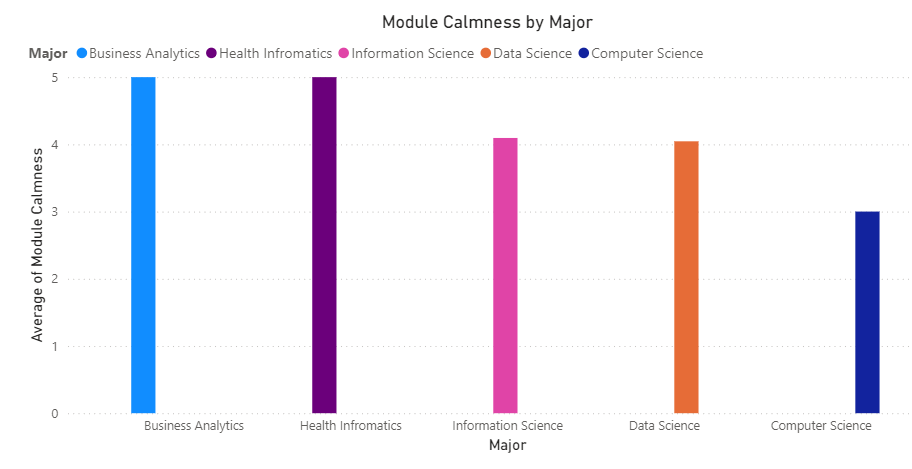 Module Calmness by Major
Major Business Analytics Health Infromatics Information Science Data Science Computer Science
Average of Module Calmness
5
4
3
2
1
0
Business Analytics Health Infromatics Information Science Data Science Computer Science
Major